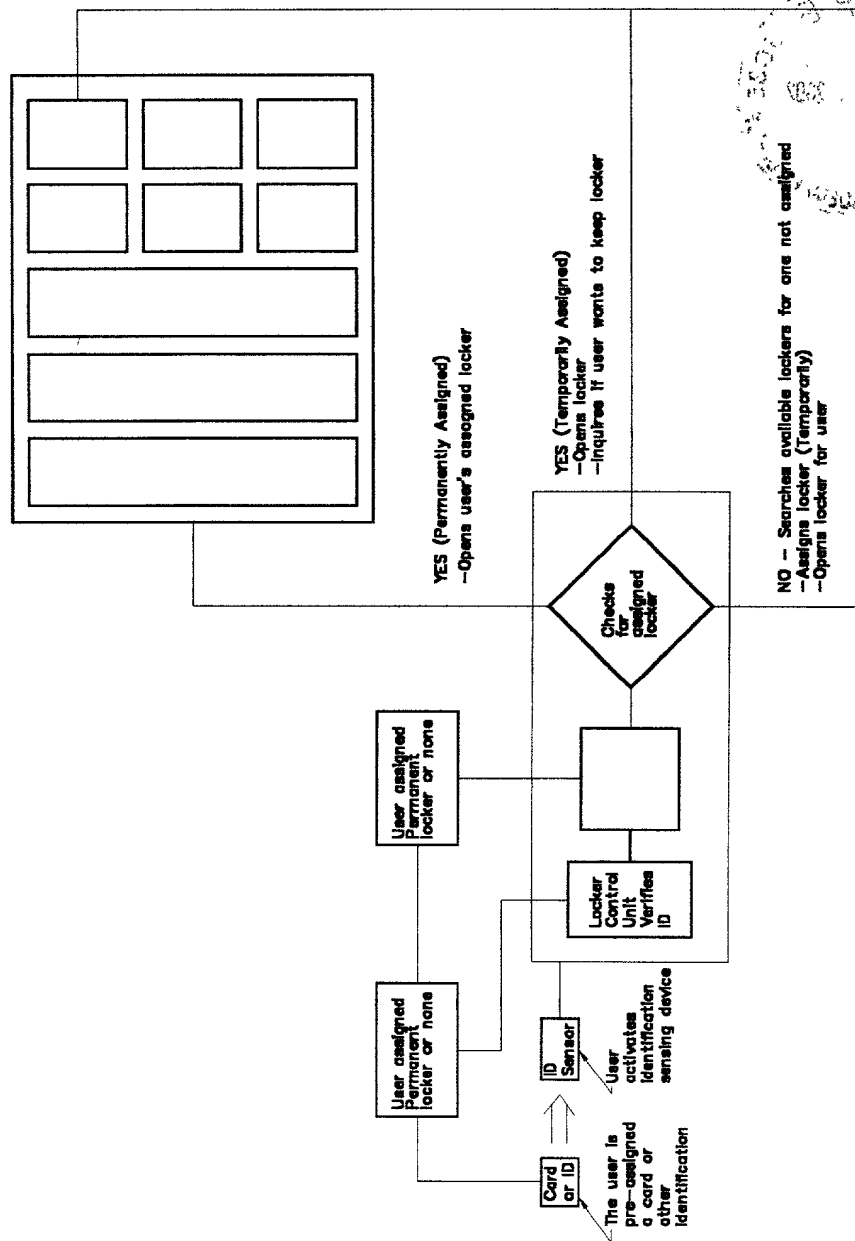 User assigned
Permanent
locker or none
User assigned
Permanent
locker or none
Card
or ID
The user is
pre-assigned
a card or
other
identification
ID
Sensor
User
activates
identification
sensing device
Locker
Control
Unit
Verifies
ID
Checks
for
assigned
locker
YES (Permanently Assigned)
-Opens user's assogned locker
YES (Temporarily Assigned)
-Opens locker
-Inquires if user wants to keep locker
NO - Searches available lockers for one not assigned
-Assigns locker (Temporarily)
-Opens locker for user